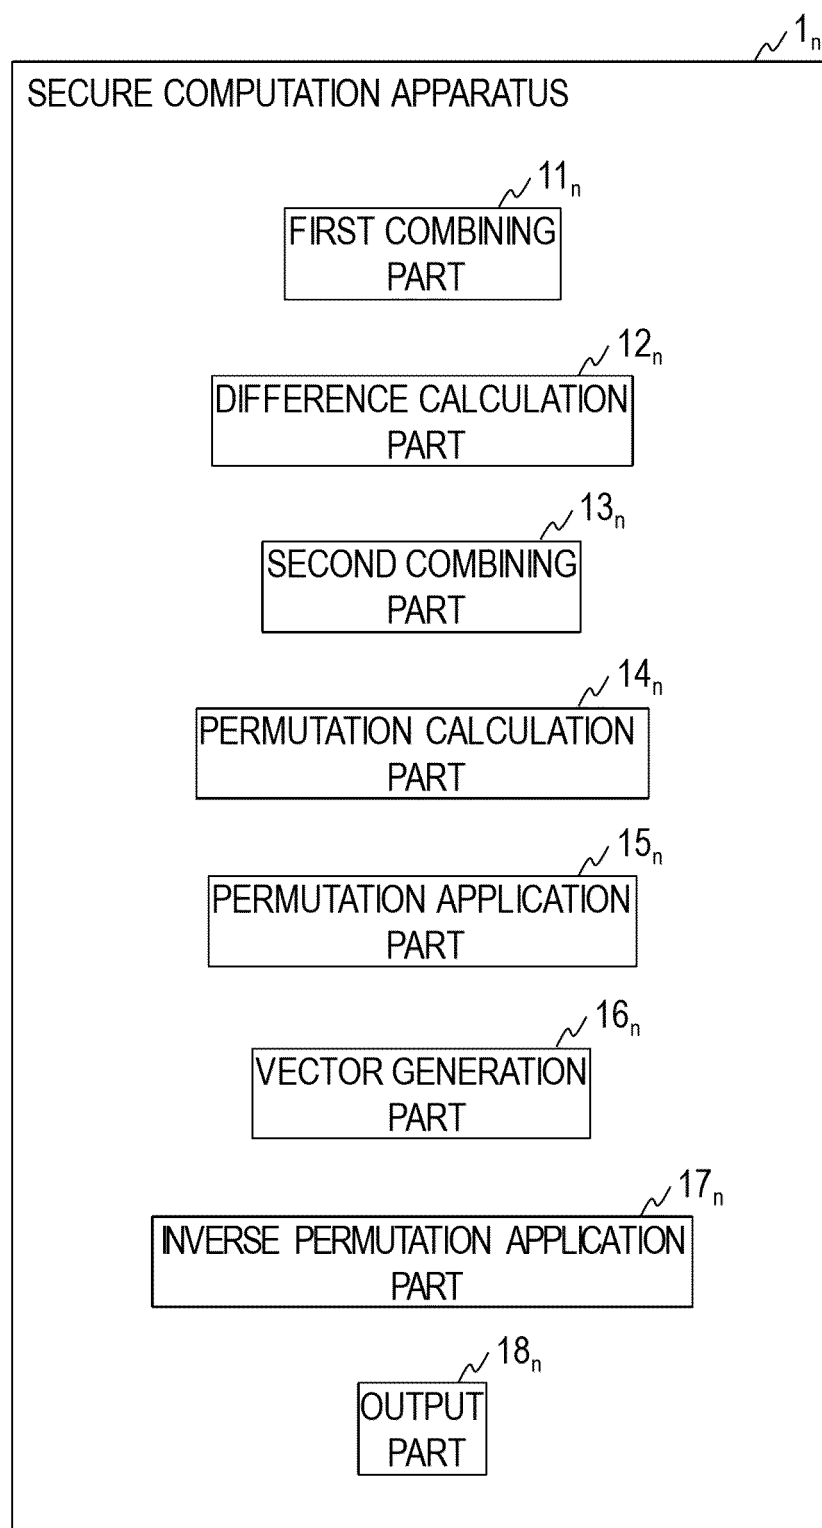 1n
SECURE COMPUTATION APPARATUS
11n
FIRST COMBINING
PART
12n
DIFFERENCE CALCULATION
PART
13n
SECOND COMBINING
PART
14n
PERMUTATION CALCULATION
PART
15n
PERMUTATION APPLICATION
PART
16n
VECTOR GENERATION
PART
17n
INVERSE PERMUTATION APPLICATION
PART
18n
OUTPUT
PART